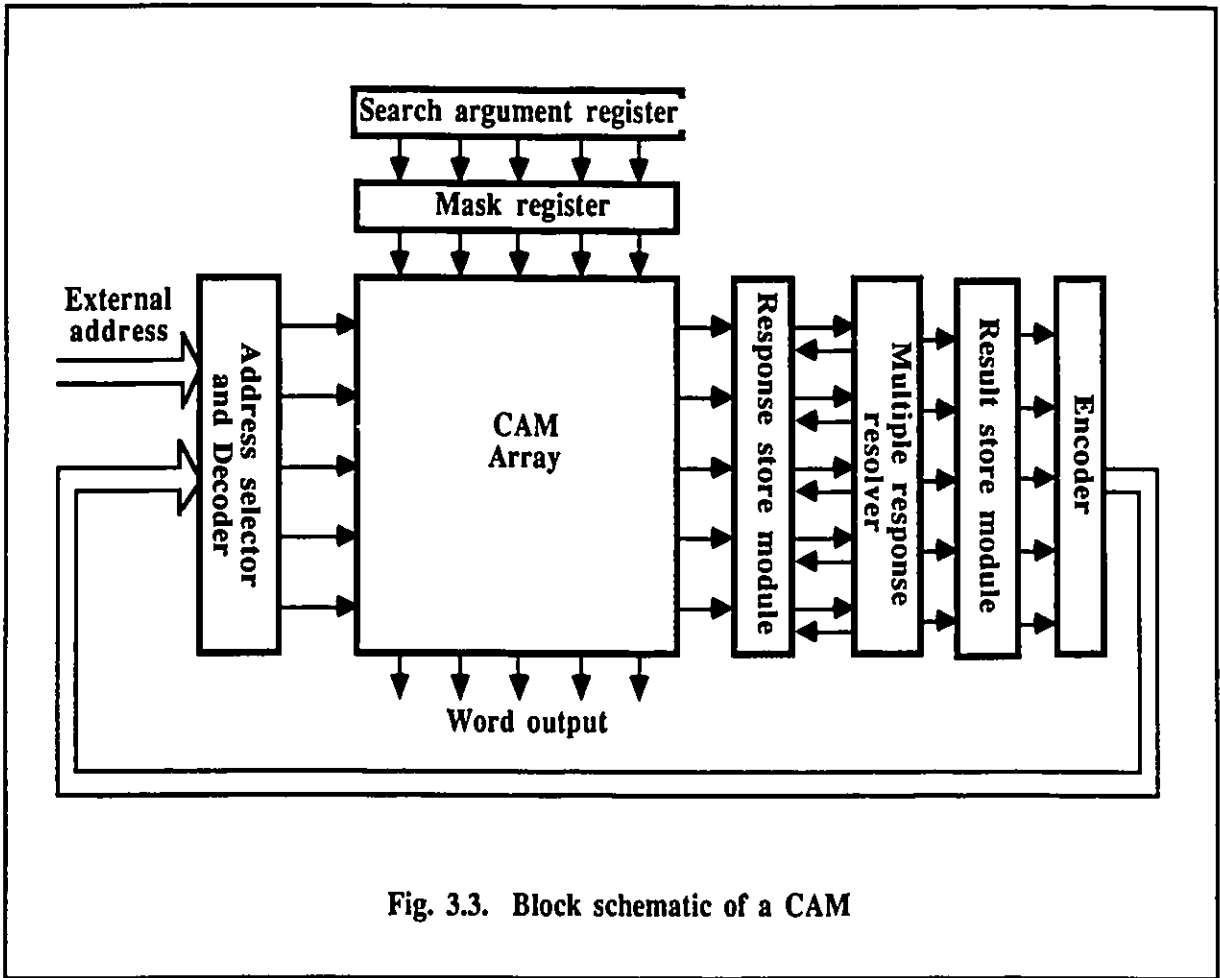 Search argument register
Mask register
External
address
Address selector
and Decoder
CAM
Array
Response store module
Multiple response
resolver
Result store module
Encoder
Word output
Fig. 3.3. Block schematic of a CAM